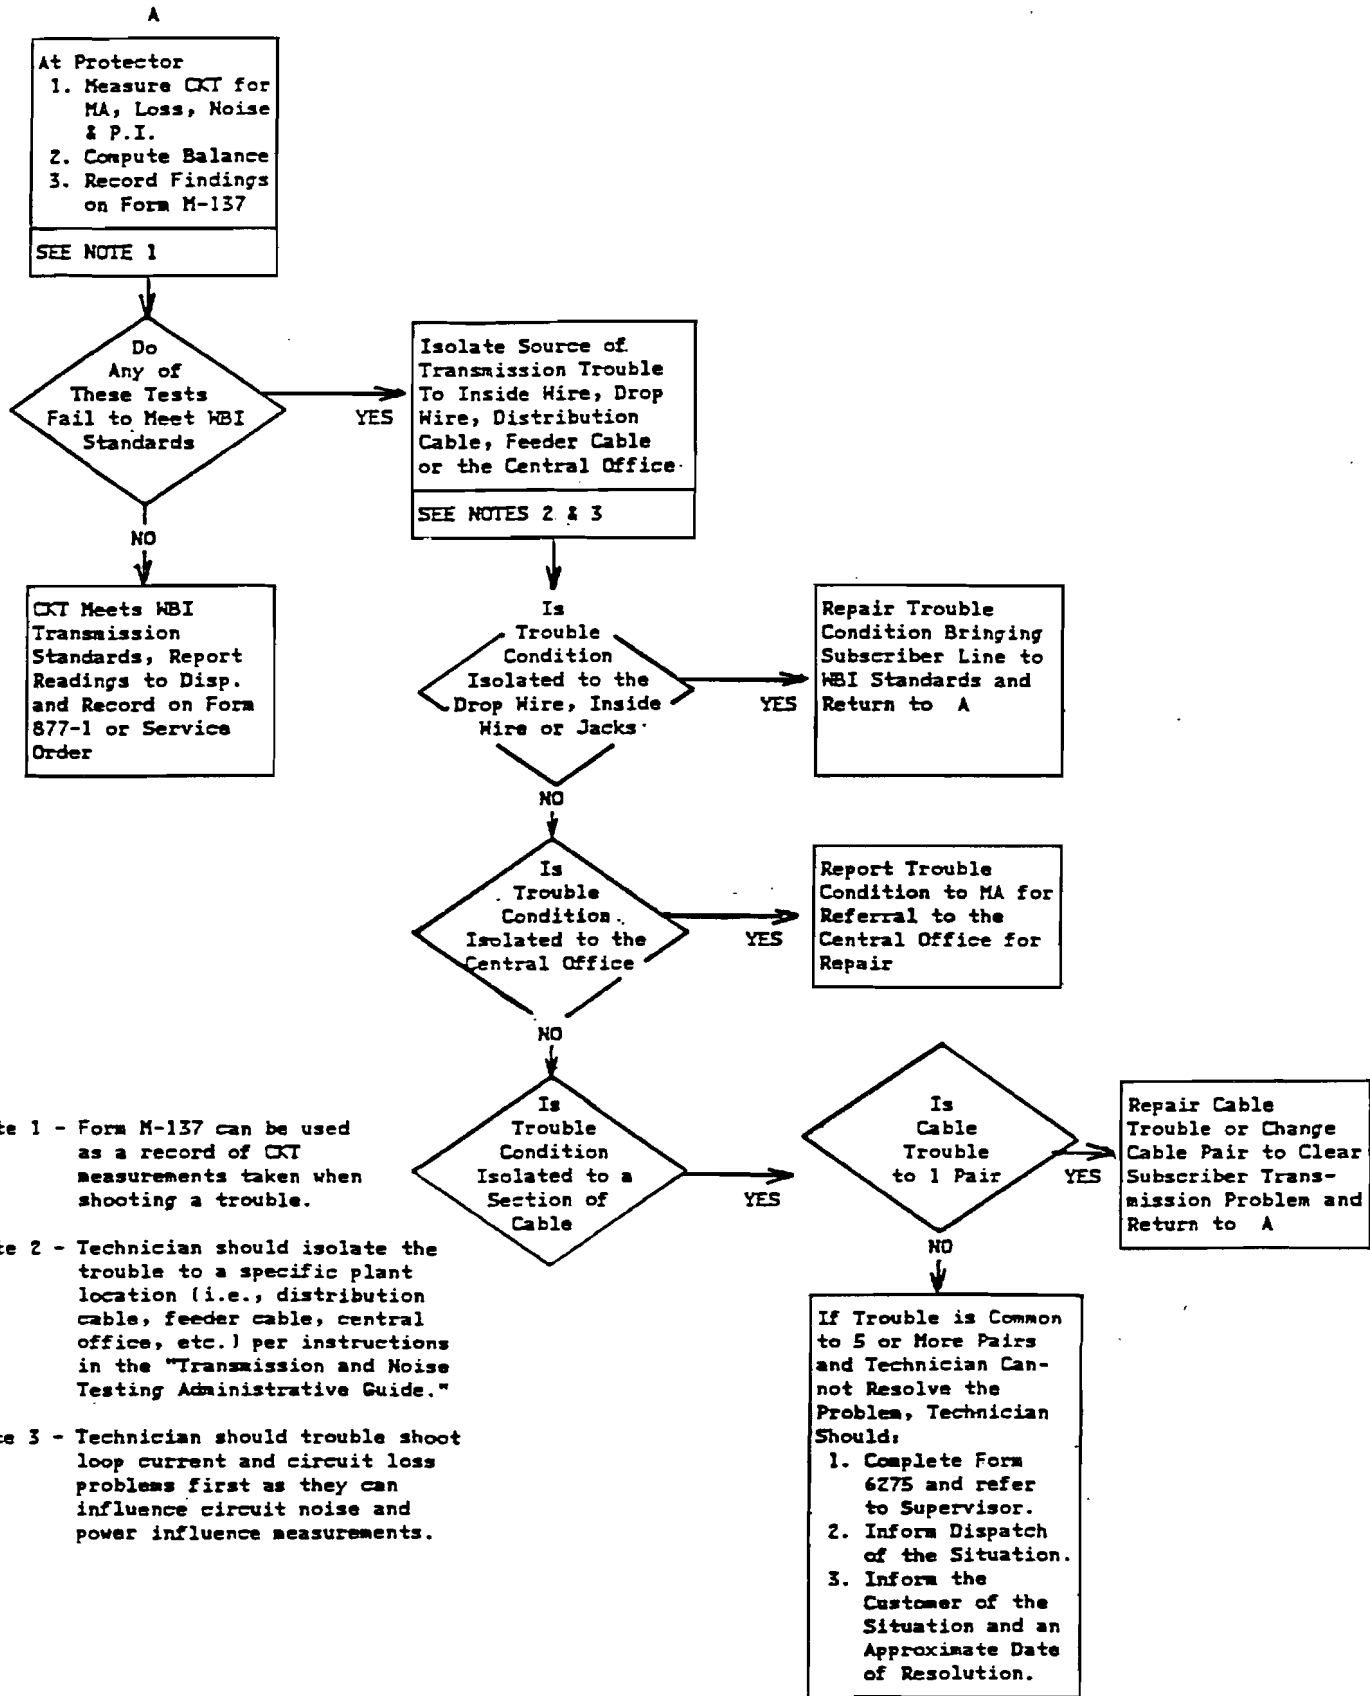 A
At Protector
1. Measure CKT for
MA, Loss, Noise
& P.I.
2. Compute Balance
3. Record Findings
on Form M-137
SEE NOTE 1
Do
Any of
These Tests
Fail to Meet WBI
Standards
YES
NO
CKT Meets WBI
Transmission
Standards, Report
Readings to Disp.
and Record on Form
877-1 or Service
Order
Isolate Source of
Transmission Trouble
To Inside Wire, Drop
Wire, Distribution
Cable, Feeder Cable
or the Central Office
SEE NOTES 2 & 3
Is
Trouble
Condition
Isolated to the
Drop Wire, Inside
Wire or Jacks
YES
Repair Trouble
Condition Bringing
Subscriber Line to
WBI Standards and
Return to A
NO
Is
Trouble
Condition
Isolated to the
Central Office
YES
Report Trouble
Condition to MA for
Referral to the
Central Office for
Repair
NO
Is
Trouble
Condition
Isolated to a
Section of
Cable
YES
Is
Cable
Trouble
to 1 Pair
YES
Repair Cable
Trouble or Change
Cable Pair to Clear
Subscriber Trans-
mission Problem and
Return to A
NO
If Trouble is Common
to 5 or More Pairs
and Technician Can-
not Resolve the
Problem, Technician
Should:
1. Complete Form
6275 and refer
to Supervisor.
2. Inform Dispatch
of the Situation.
3. Inform the
Customer of the
Situation and an
Approximate Date
of Resolution.
te 1 - Form M-137 can be used
as a record of CKT
measurements taken when
shooting a trouble.
te 2 - Technician should isolate the
trouble to a specific plant
location (i.e., distribution
cable, feeder cable, central
office, etc.) per instructions
in the "Transmission and Noise
Testing Administrative Guide."
te 3 - Technician should trouble shoot
loop current and circuit loss
problems first as they can
influence circuit noise and
power influence measurements.